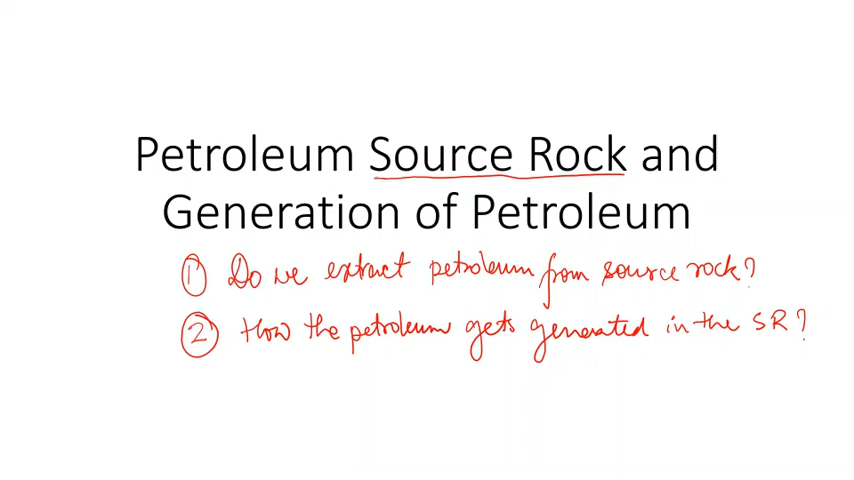 Petroleum Source Rock and
Generation of Petroleum
① Do we extract petroleum from source rock?
② How the petroleum gets generated in the SR?